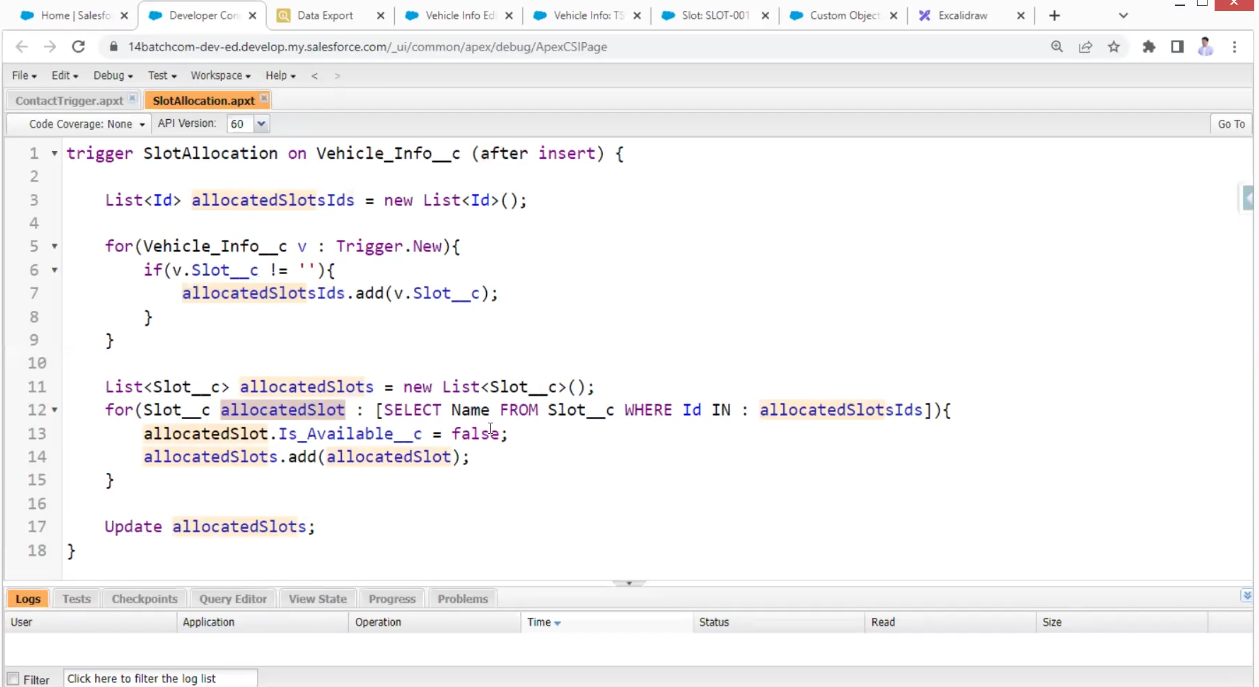 Home | Salesfo
Developer Con
Data Export
Vehicle Info Edi
Vehicle Info: TS
Slot: SLOT-001
Custom Object
Excalidraw
14batchcom-dev-ed.develop.my.salesforce.com/_ui/common/apex/debug/ApexCSIPage
File Edit Debug Test Workspace Help < >
ContactTrigger.apxt SlotAllocation.apxt
Code Coverage: None API Version: 60 Go To
1 trigger SlotAllocation on Vehicle_Info__c (after insert) {
2
3 List<Id> allocatedSlotsIds = new List<Id>();
4
5 for(Vehicle_Info__c v : Trigger.New){
6 if(v.Slot__c != ''){
7 allocatedSlotsIds.add(v.Slot__c);
8 }
9 }
10
11 List<Slot__c> allocatedSlots = new List<Slot__c>();
12 for(Slot__c allocatedSlot : [SELECT Name FROM Slot__c WHERE Id IN : allocatedSlotsIds]){
13 allocatedSlot.Is_Available__c = false;
14 allocatedSlots.add(allocatedSlot);
15 }
16
17 Update allocatedSlots;
18 }
Logs Tests Checkpoints Query Editor View State Progress Problems
User Application Operation Time Status Read Size
Filter Click here to filter the log list